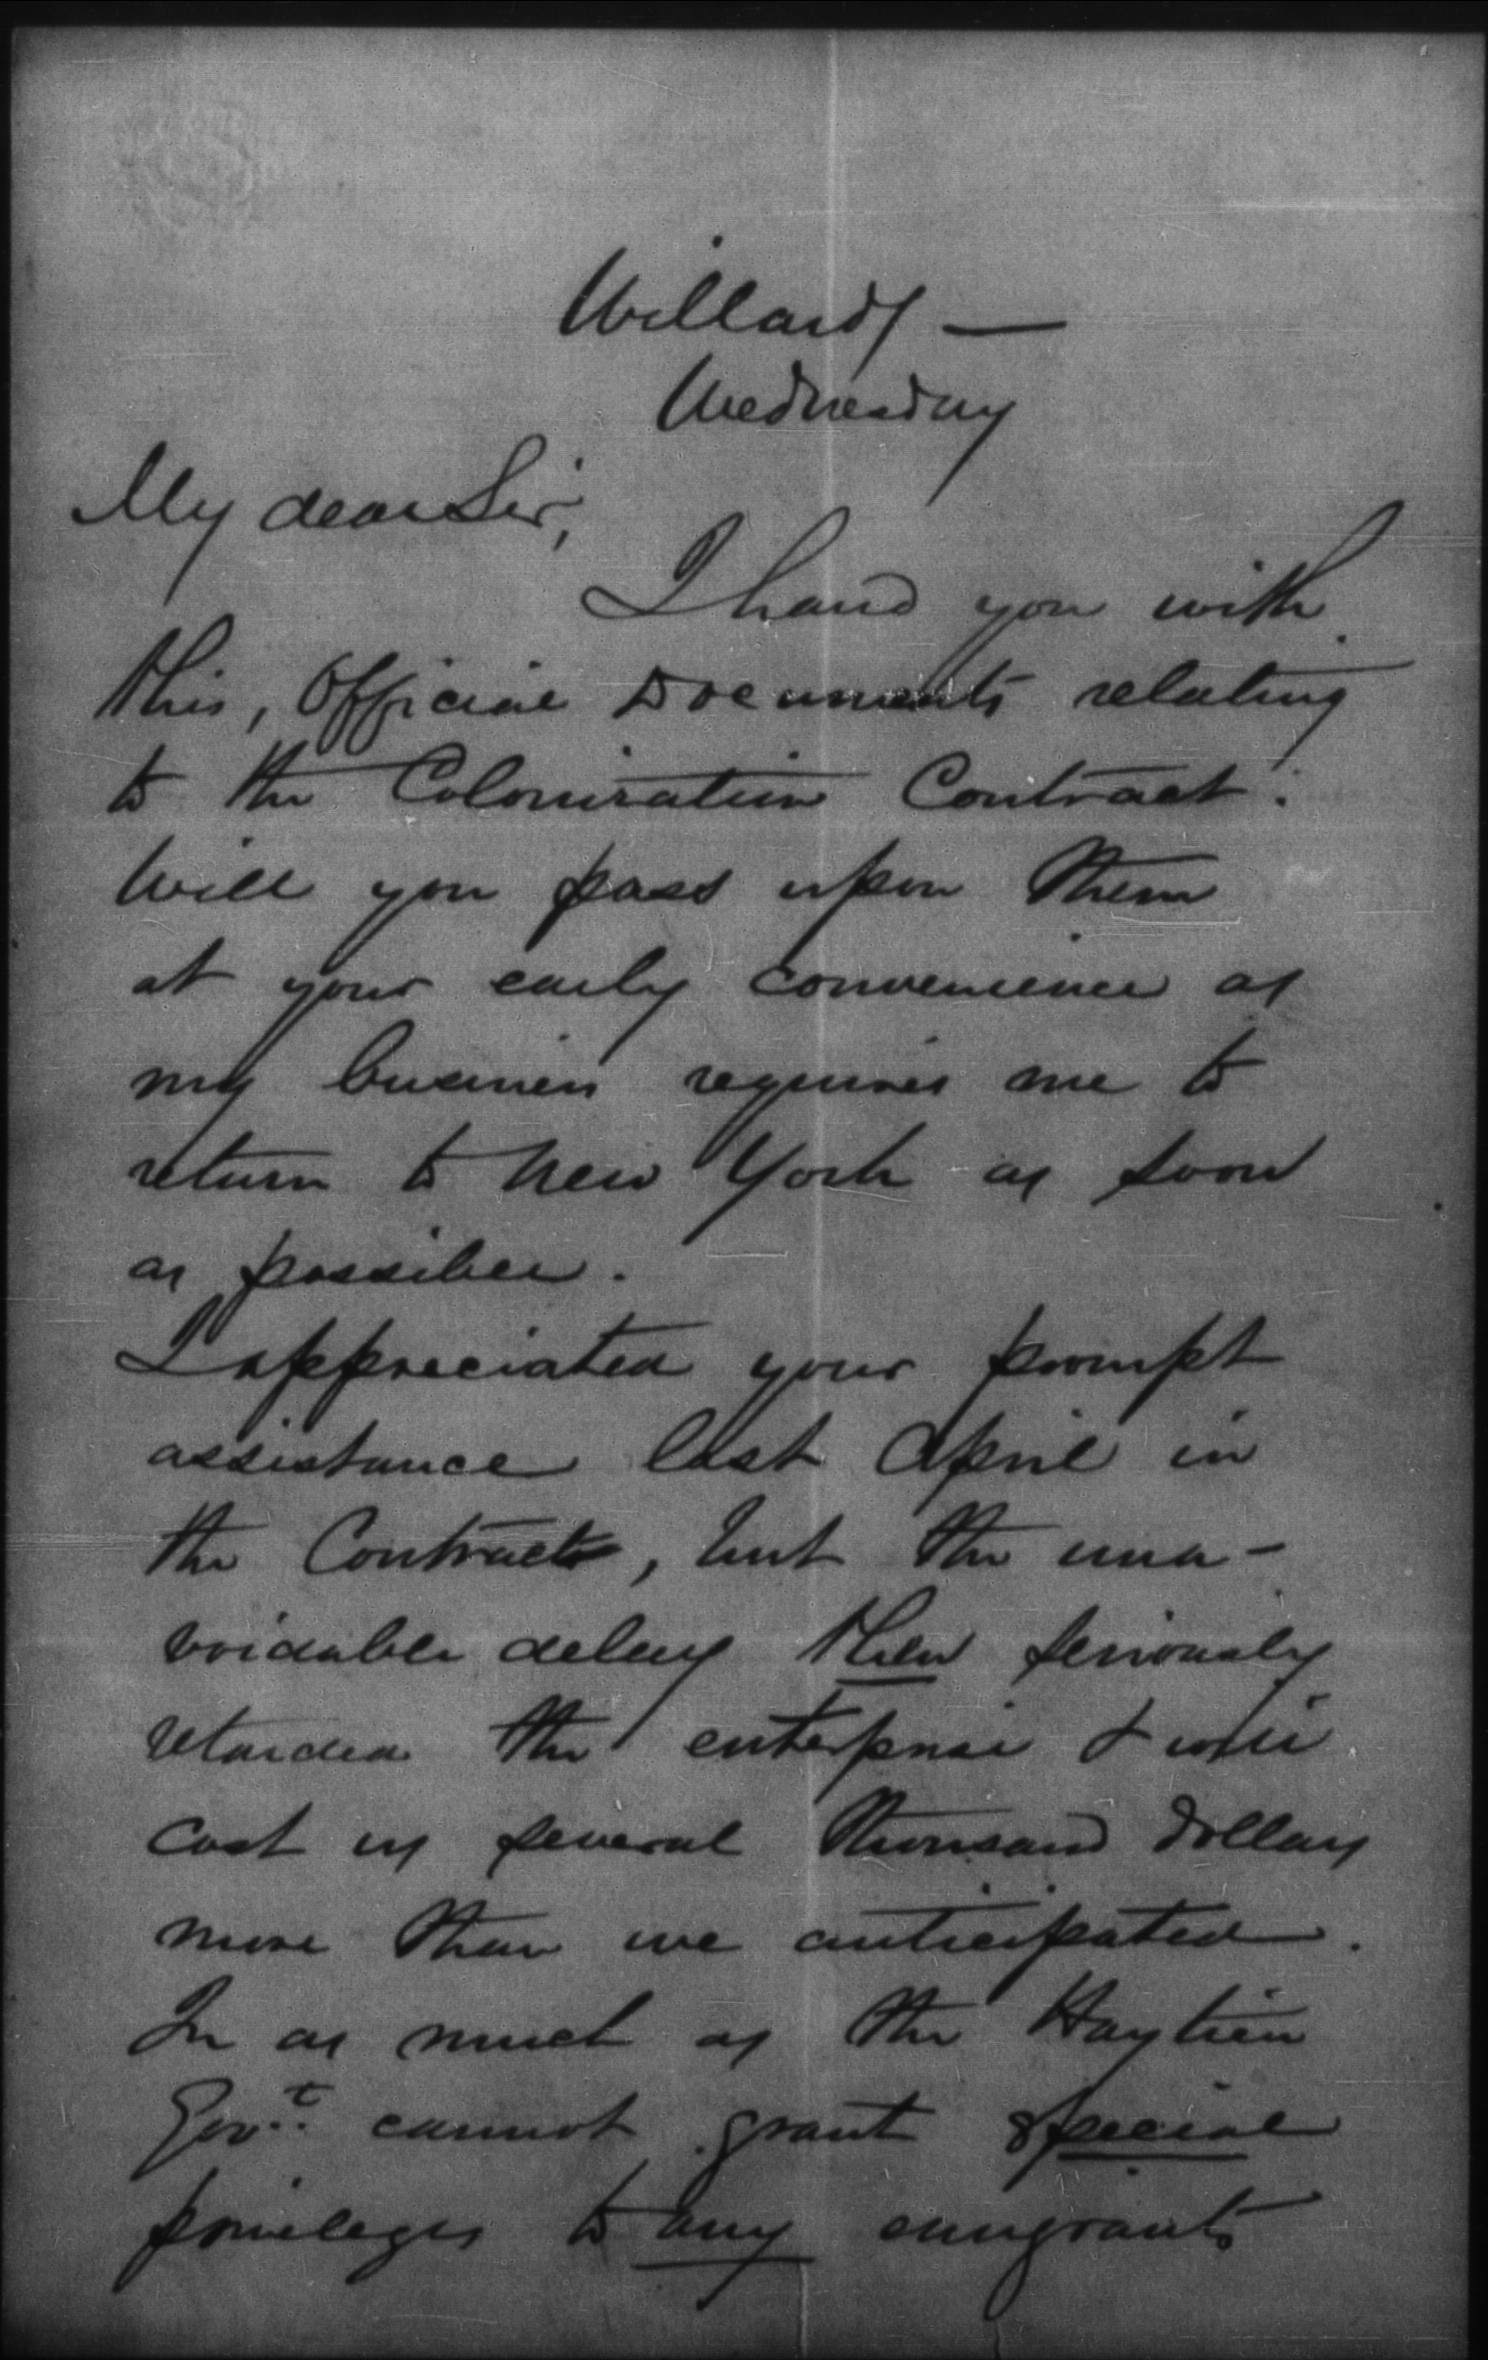 Willards —
Wednesday
My dear Sir,
I hand you with
this, Official Documents relating
to the Colonization Contract.
Will you pass upon them
at your early convenience as
my business requires me to
return to New York as soon
as possible.
I appreciated your prompt
assistance last April in
the Contracts, but the una-
voidable delay then seriously
retarded the enterprise & will
cost us several thousand dollars
more than we anticipated.
In as much as the Haytien
Govt. cannot grant special
privileges to any emigrants